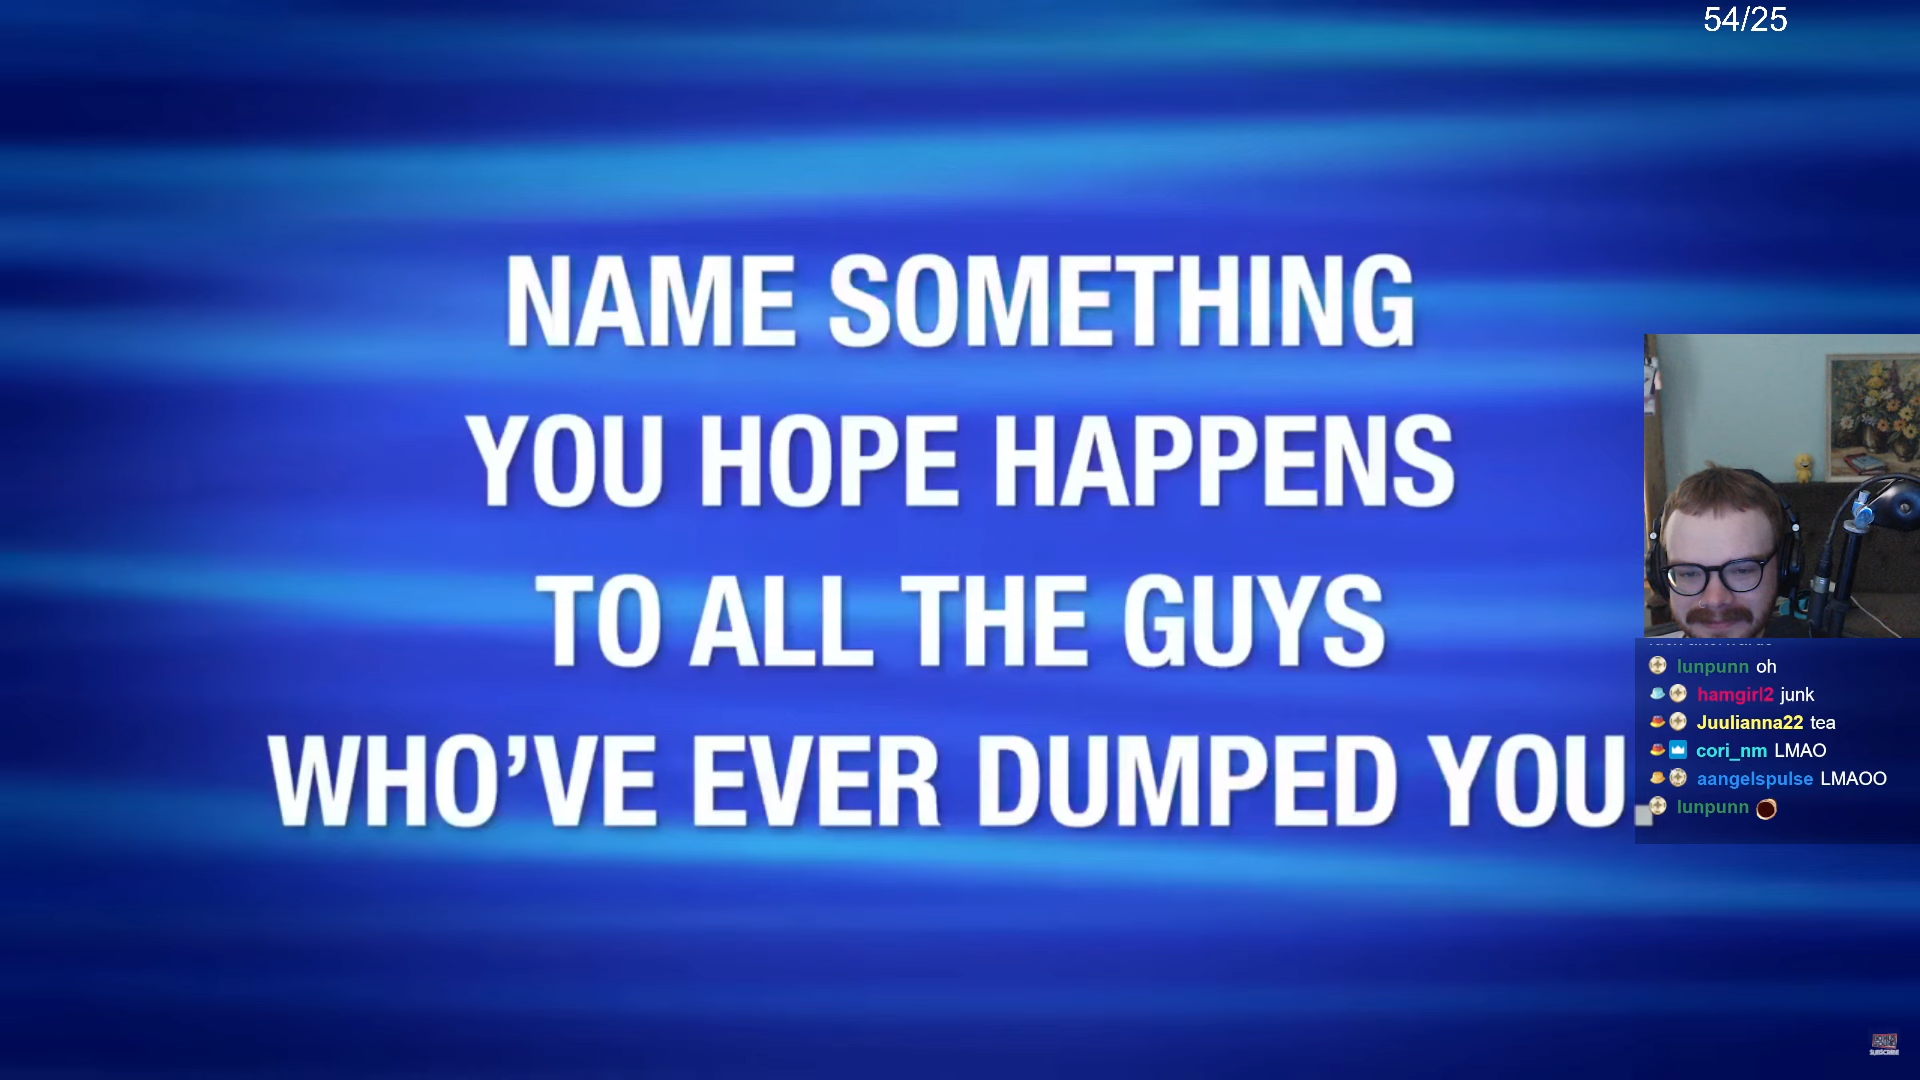 54/25
NAME SOMETHING
YOU HOPE HAPPENS
TO ALL THE GUYS
WHO'VE EVER DUMPED YOU.
lunpunn oh
hamgirl2 junk
Juulianna22 tea
cori_nm LMAO
aangelspulse LMAOO
lunpunn
SUBSCRIBE